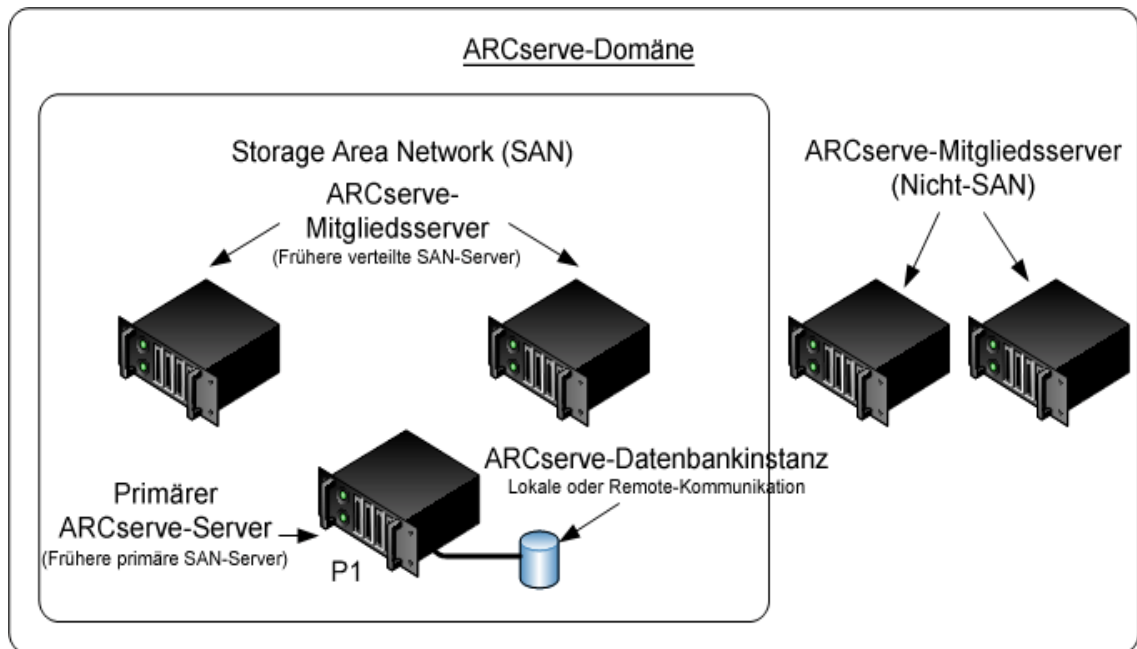 ARCserve-Domäne
Storage Area Network (SAN)
ARCserve-
Mitgliedsserver
(Frühere verteilte SAN-Server)
ARCserve-Mitgliedsserver
(Nicht-SAN)
Primärer
ARCserve-Server
(Frühere primäre SAN-Server)
P1
ARCserve-Datenbankinstanz
Lokale oder Remote-Kommunikation